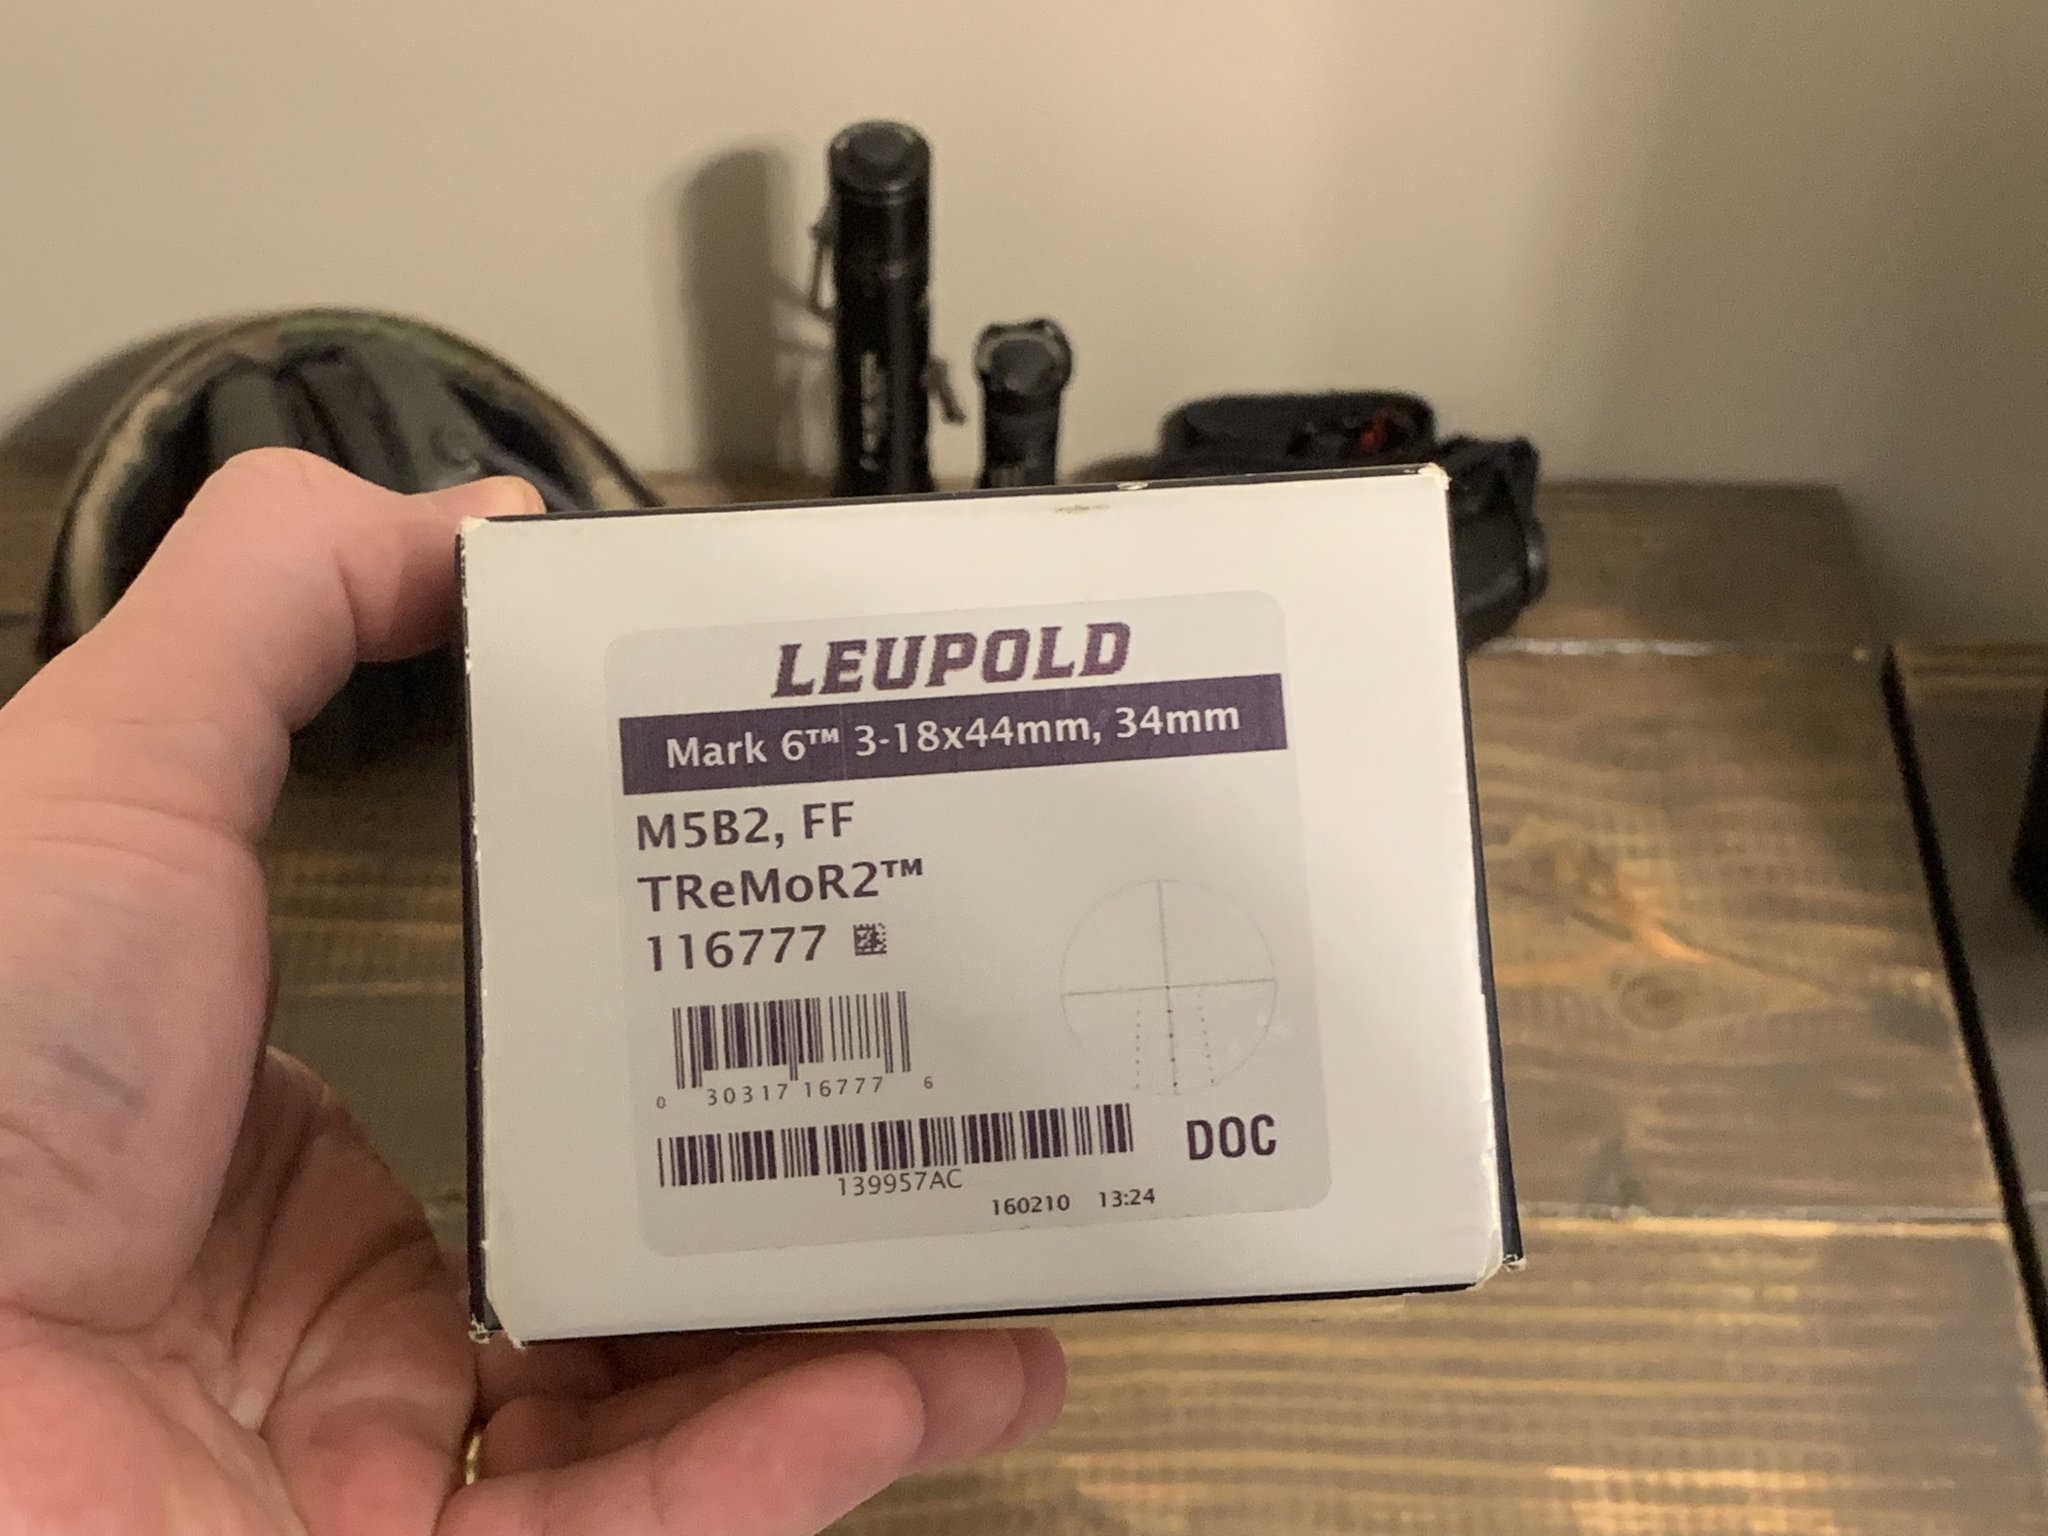 LEUPOLD
Mark 6™ 3-18x44mm, 34mm
M5B2, FF
TReMoR2™
116777
0 30317 16777 6
139957AC
DOC
160210 13:24